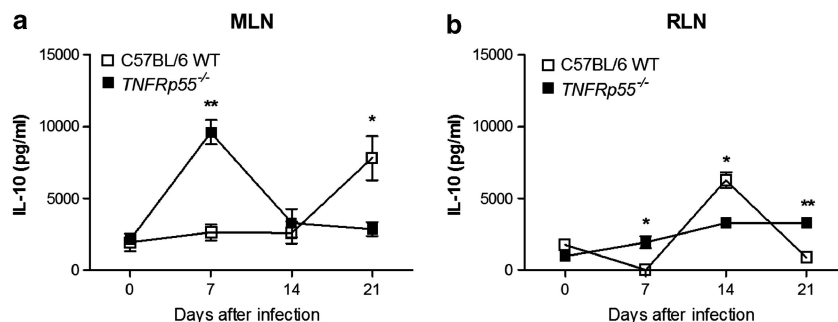 a
MLN
15000
10000
5000
0
IL-10 (pg/ml)
C57BL/6 WT
TNFRp55-/-
**
*
0 7 14 21
Days after infection
b
RLN
15000
10000
5000
0
IL-10 (pg/ml)
C57BL/6 WT
TNFRp55-/-
*
*
**
0 7 14 21
Days after infection